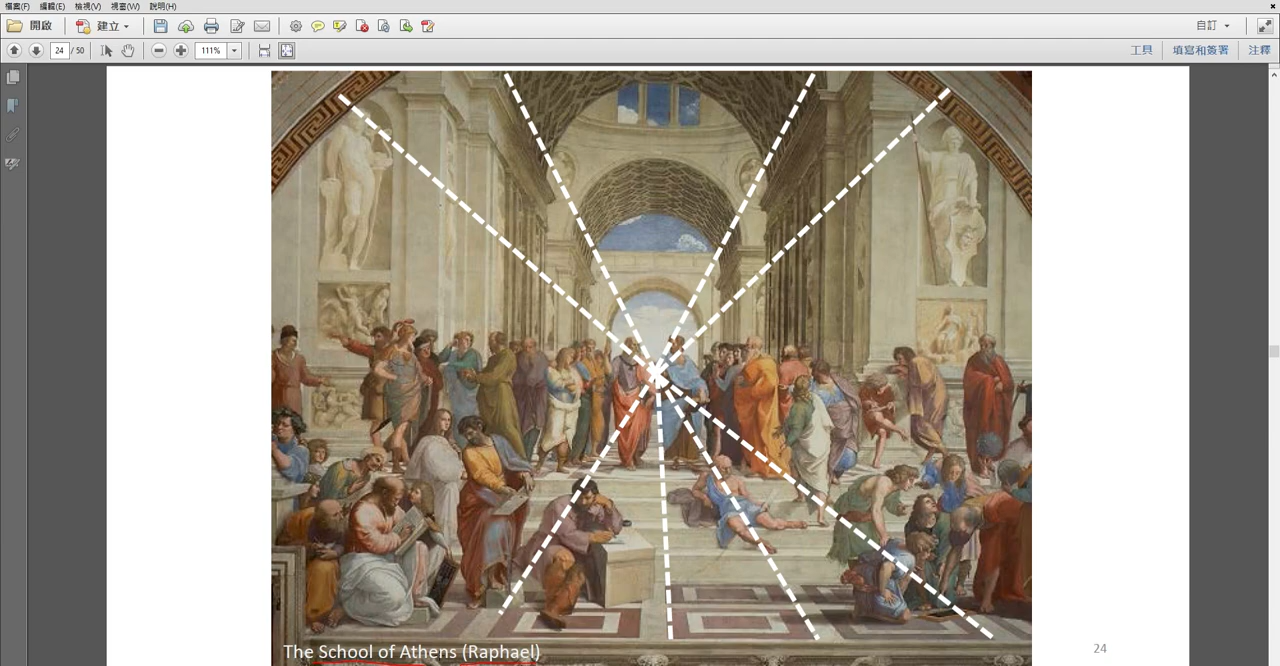 檔案(F) 編輯(E) 檢視(V) 視窗(W) 說明(H)
開啟 建立 自訂
24 / 50 111% 工具 填寫和簽署 注釋
The School of Athens (Raphael)
24